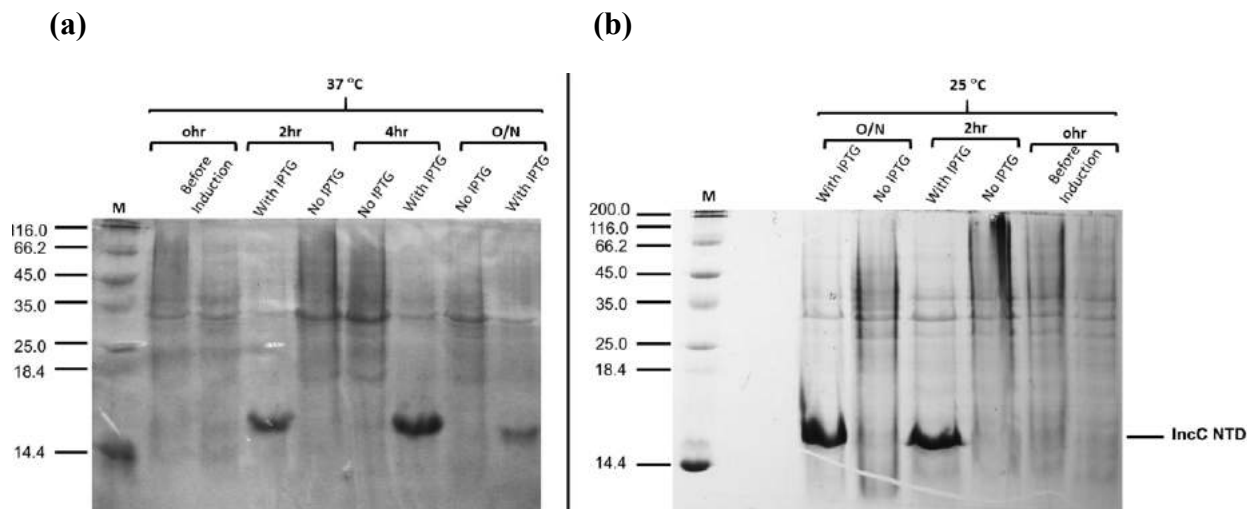 (a)
37 °C
ohr 2hr 4hr O/N
Before Induction With IPTG No IPTG No IPTG With IPTG No IPTG With IPTG
M
116.0
66.2
45.0
35.0
25.0
18.4
14.4
(b)
25 °C
O/N 2hr ohr
With IPTG No IPTG With IPTG No IPTG Before Induction
M
200.0
116.0
66.2
45.0
35.0
25.0
18.4
14.4
IncC NTD